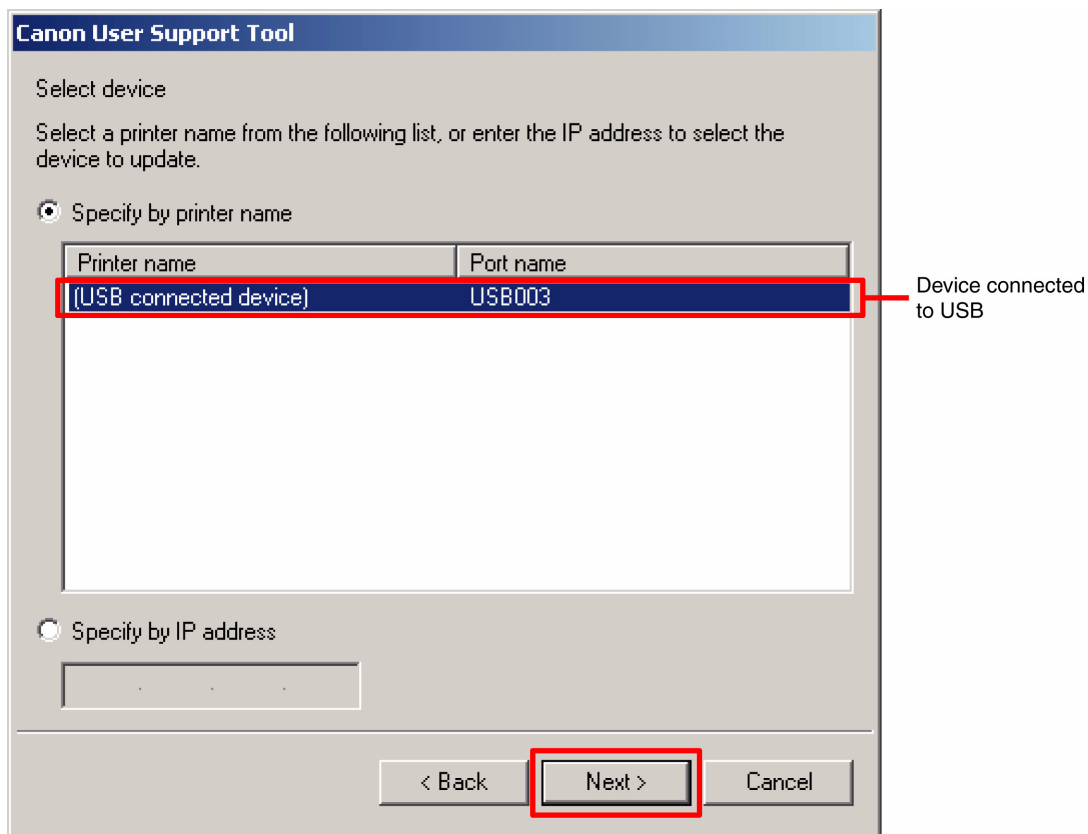 Canon User Support Tool
Select device
Select a printer name from the following list, or enter the IP address to select the
device to update.
Specify by printer name
Printer name Port name
(USB connected device) USB003
Device connected
to USB
Specify by IP address
. . .
< Back Next > Cancel